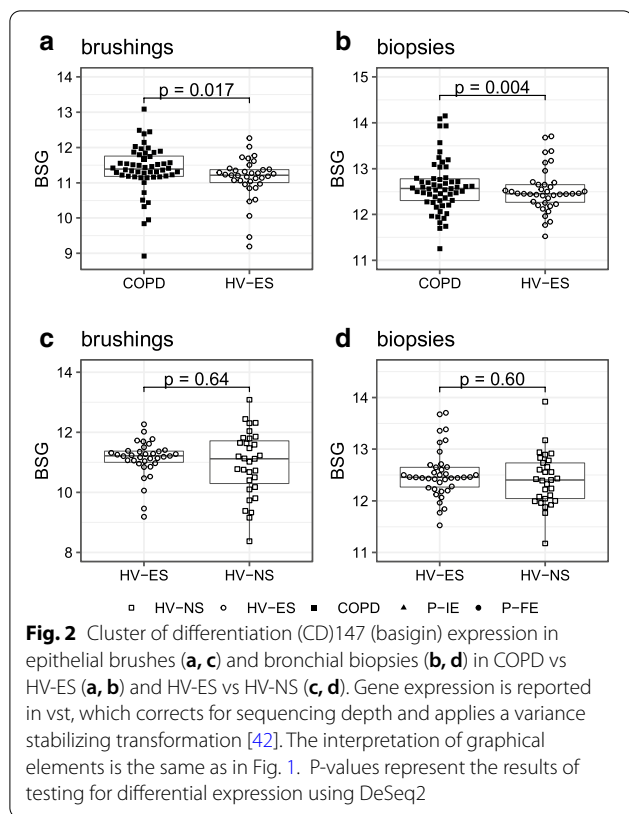 a brushings
b biopsies
14
13
12
11
10
9
BSG
p = 0.017
COPD HV−ES
15
14
13
12
11
BSG
p = 0.004
COPD HV−ES
c brushings
d biopsies
14
12
10
8
BSG
p = 0.64
HV−ES HV−NS
14
13
12
11
BSG
p = 0.60
HV−ES HV−NS
HV−NS HV−ES COPD P−IE P−FE
Fig. 2 Cluster of differentiation (CD)147 (basigin) expression in
epithelial brushes (a, c) and bronchial biopsies (b, d) in COPD vs
HV-ES (a, b) and HV-ES vs HV-NS (c, d). Gene expression is reported
in vst, which corrects for sequencing depth and applies a variance
stabilizing transformation [42]. The interpretation of graphical
elements is the same as in Fig. 1. P-values represent the results of
testing for differential expression using DeSeq2